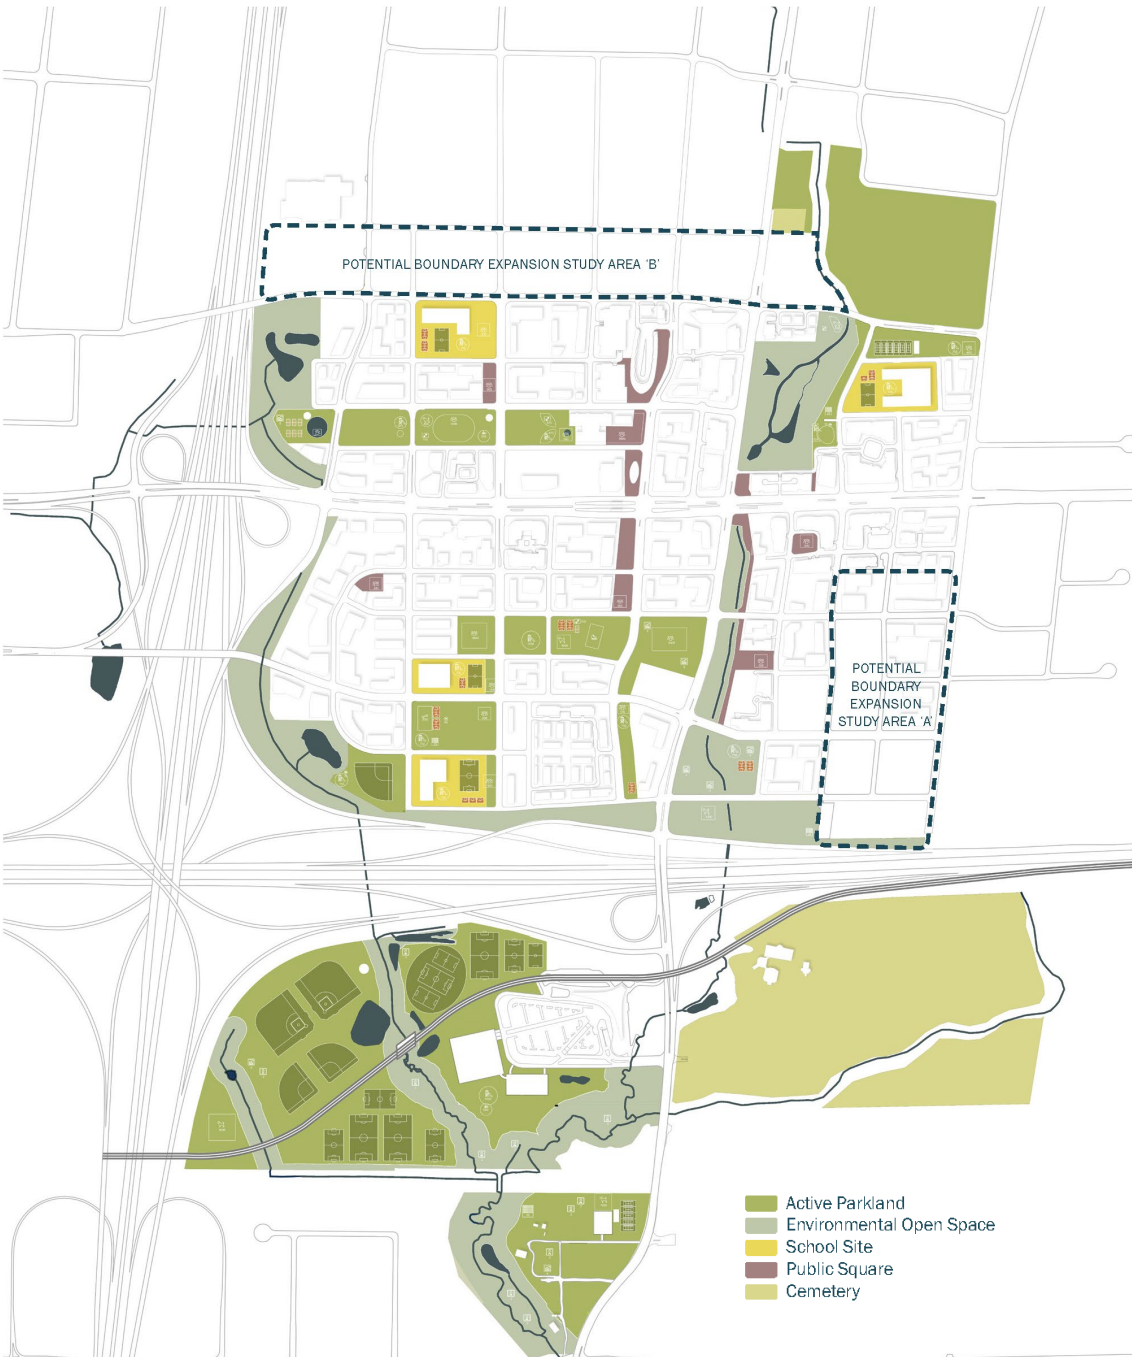 POTENTIAL BOUNDARY EXPANSION STUDY AREA 'B'
POTENTIAL
BOUNDARY
EXPANSION
STUDY AREA 'A'
Active Parkland
Environmental Open Space
School Site
Public Square
Cemetery